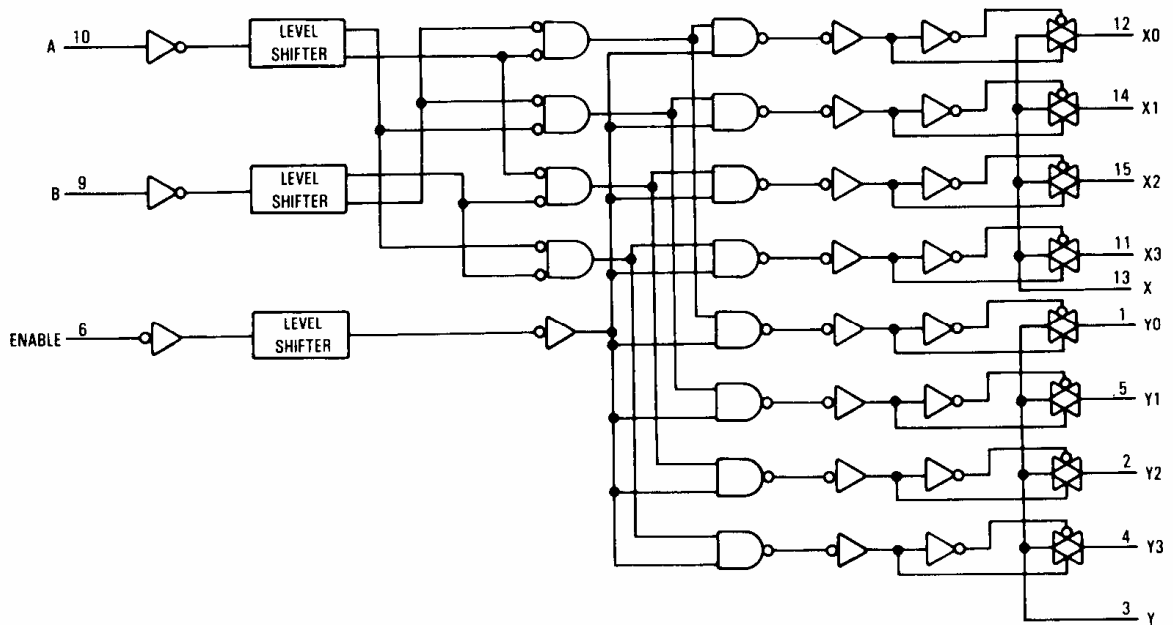 A 10
LEVEL
SHIFTER
12 X0
14 X1
B 9
LEVEL
SHIFTER
15 X2
11 X3
13 X
ENABLE 6
LEVEL
SHIFTER
1 Y0
5 Y1
2 Y2
4 Y3
3 Y